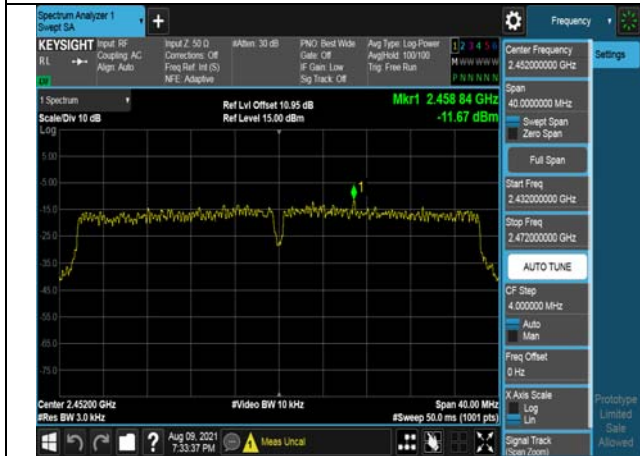 Spectrum Analyzer 1
Swept SA
+
Frequency
KEYSIGHT
Input: RF
Coupling: AC
Align: Auto
Input Z: 50 Ω
Corrections: Off
Freq Ref: Int (S)
NFE: Adaptive
#Atten: 30 dB
PNO: Best Wide
Gate: Off
IF Gain: Low
Sig Track: Off
Avg Type: Log-Power
Avg|Hold: 100/100
Trig: Free Run
1 2 3 4 5 6
M W W W W W
P N N N N N
RL
1 Spectrum
Scale/Div 10 dB
Log
Ref Lvl Offset 10.95 dB
Ref Level 15.00 dBm
Mkr1 2.458 84 GHz
-11.67 dBm
5.00
-5.00
-15.0
-25.0
-35.0
-45.0
-55.0
-65.0
-75.0
1
Center 2.45200 GHz
#Res BW 3.0 kHz
#Video BW 10 kHz
Span 40.00 MHz
#Sweep 50.0 ms (1001 pts)
Center Frequency
2.452000000 GHz
Settings
Span
40.0000000 MHz
Swept Span
Zero Span
Full Span
Start Freq
2.432000000 GHz
Stop Freq
2.472000000 GHz
AUTO TUNE
CF Step
4.000000 MHz
Auto
Man
Freq Offset
0 Hz
X Axis Scale
Log
Lin
Signal Track
(Span Zoom)
Prototype
Limited
Sale
Allowed
?
Aug 09, 2021
7:33:37 PM
Meas Uncal